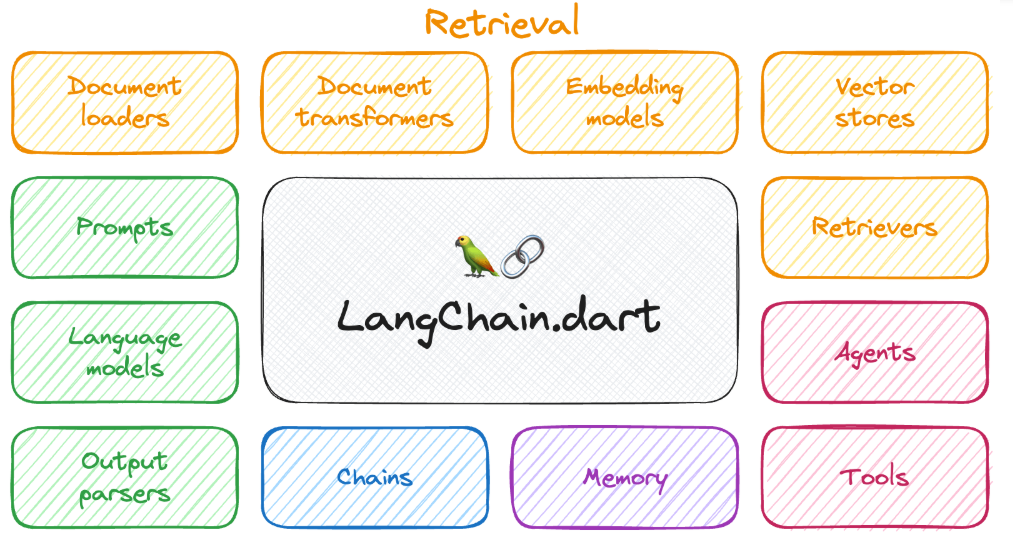 Retrieval
Document
loaders
Document
transformers
Embedding
models
Vector
stores
Prompts
Retrievers
LangChain.dart
Language
models
Agents
Output
parsers
Chains
Memory
Tools